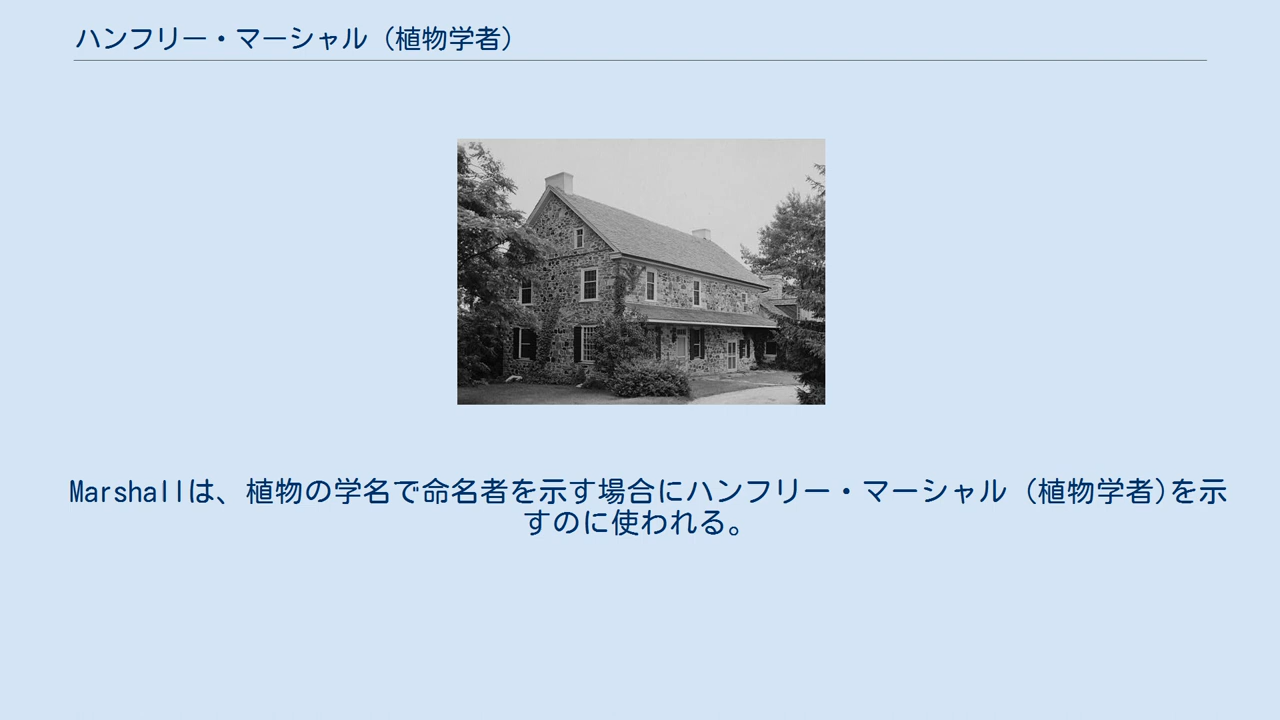 ハンフリー・マーシャル（植物学者）
Marshallは、植物の学名で命名者を示す場合にハンフリー・マーシャル（植物学者)を示
すのに使われる。